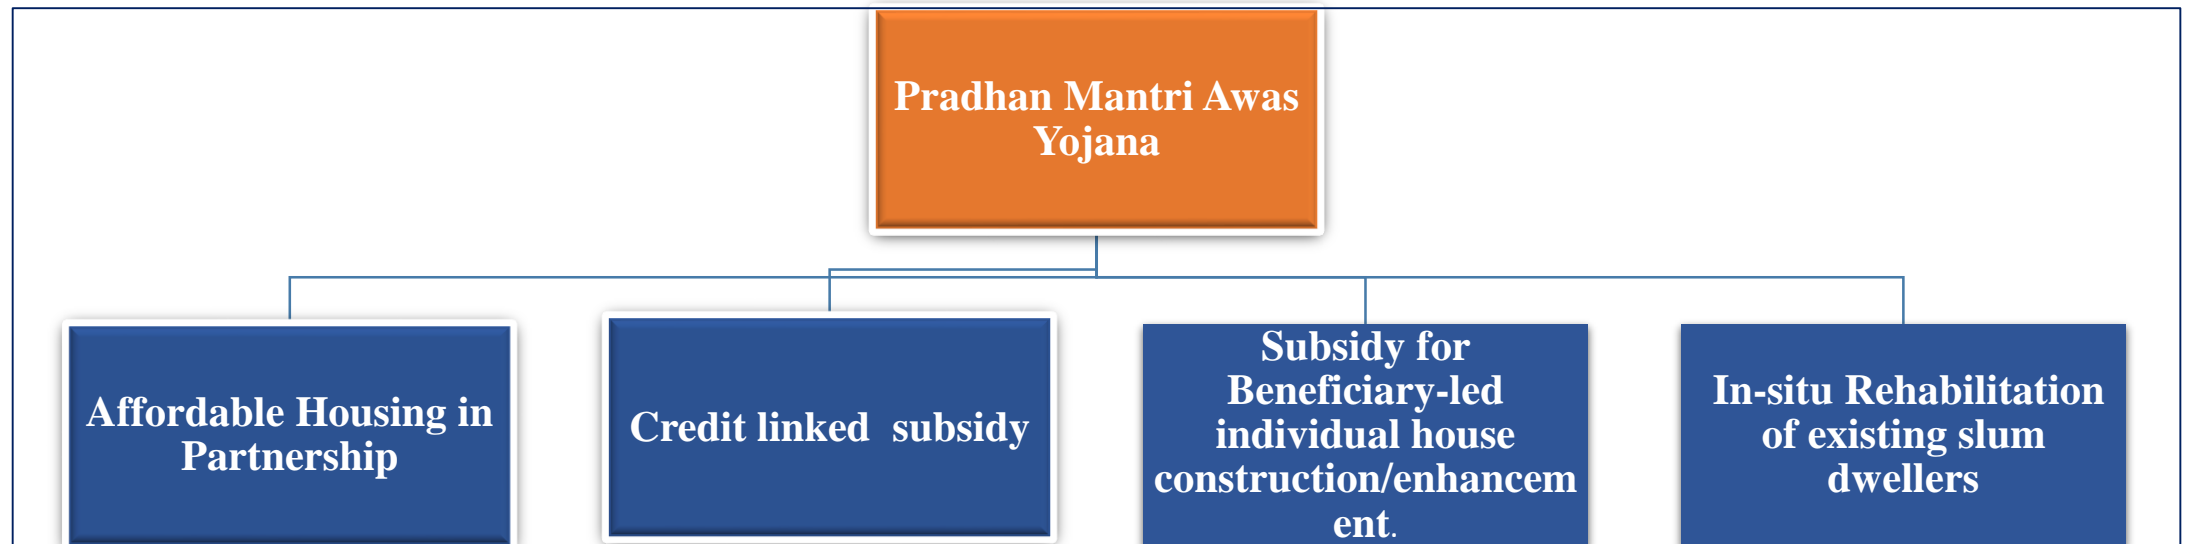 Pradhan Mantri Awas
Yojana
Affordable Housing in
Partnership
Credit linked  subsidy
Subsidy for
Beneficiary-led
individual house
construction/enhancem
ent.
In-situ Rehabilitation
of existing slum
dwellers